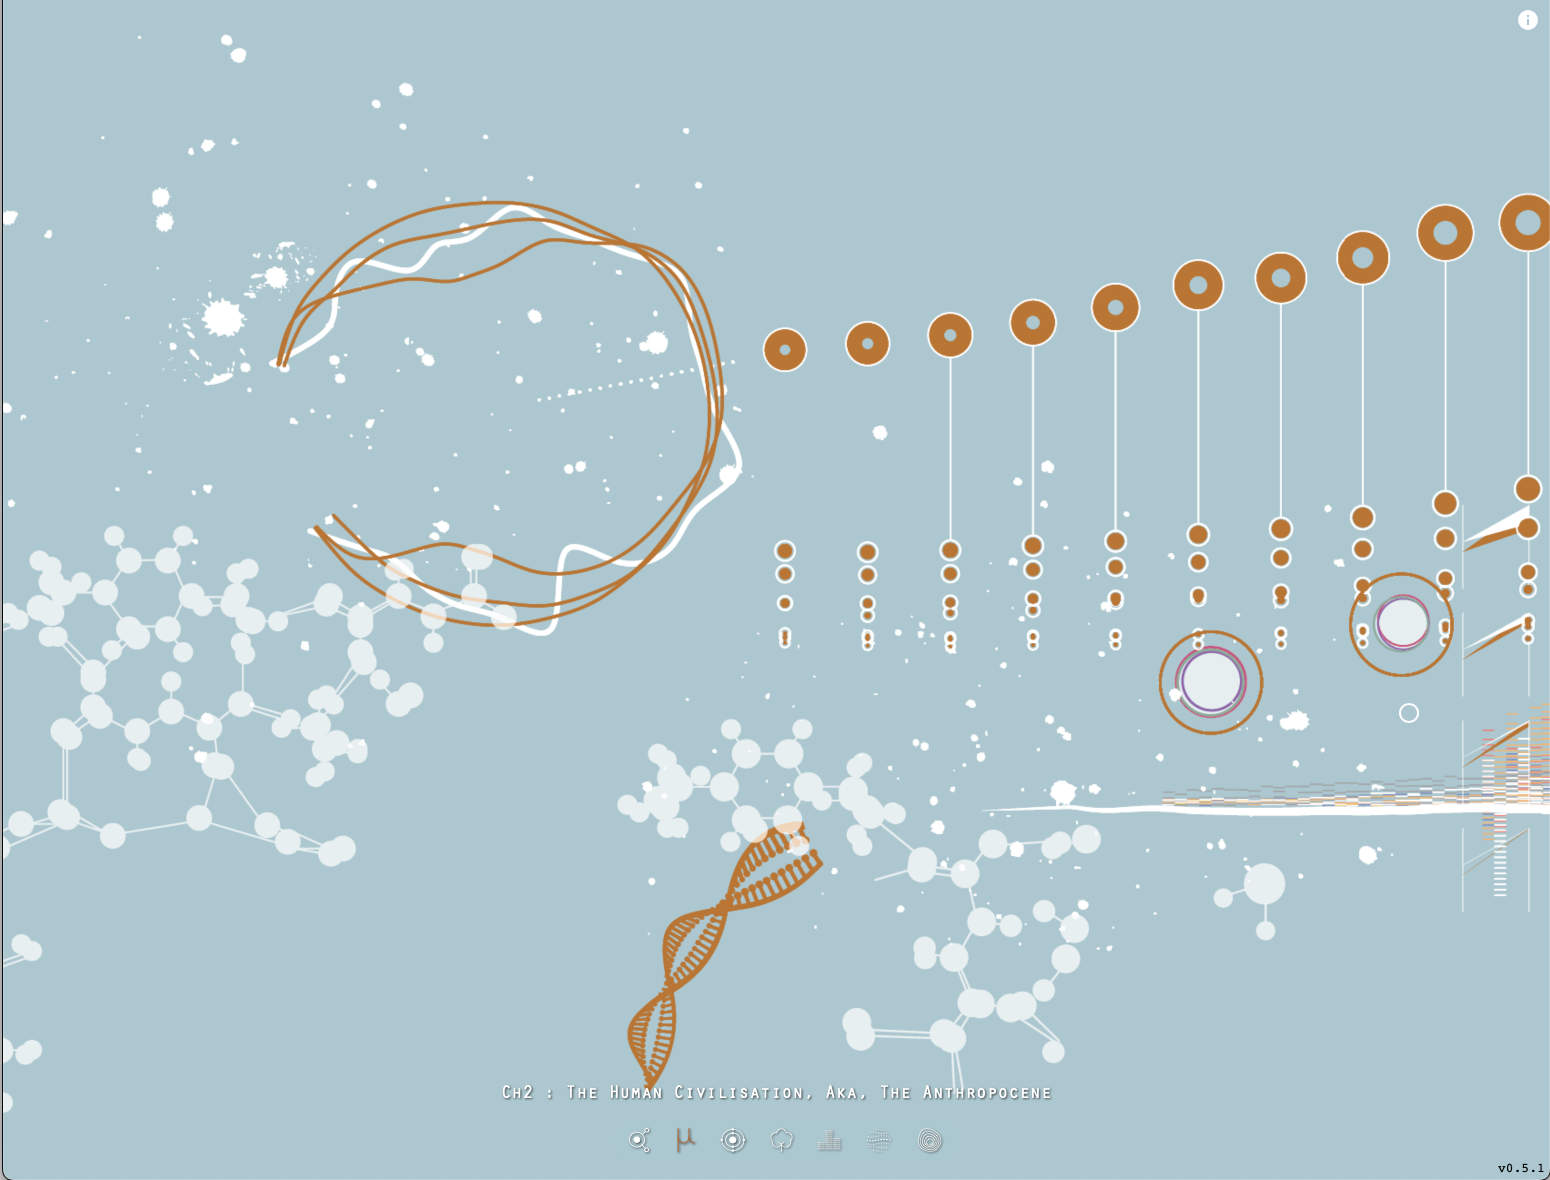 i
Ch2 : The Human Civilisation, Aka, The Anthropocene
µ
v0.5.1